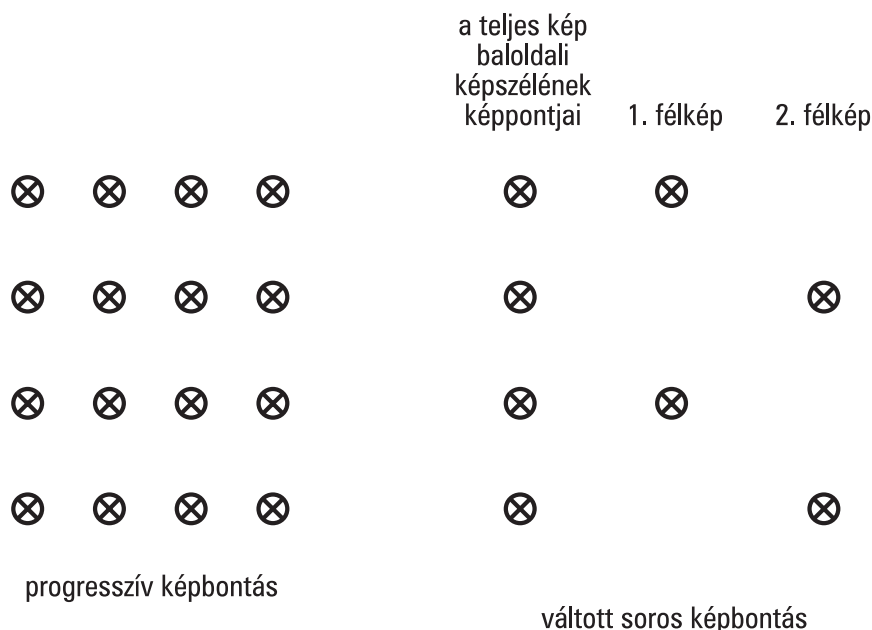 a teljes kép
baloldali
képszélének
képpontjai
1. félkép
2. félkép
progresszív képbontás
váltott soros képbontás